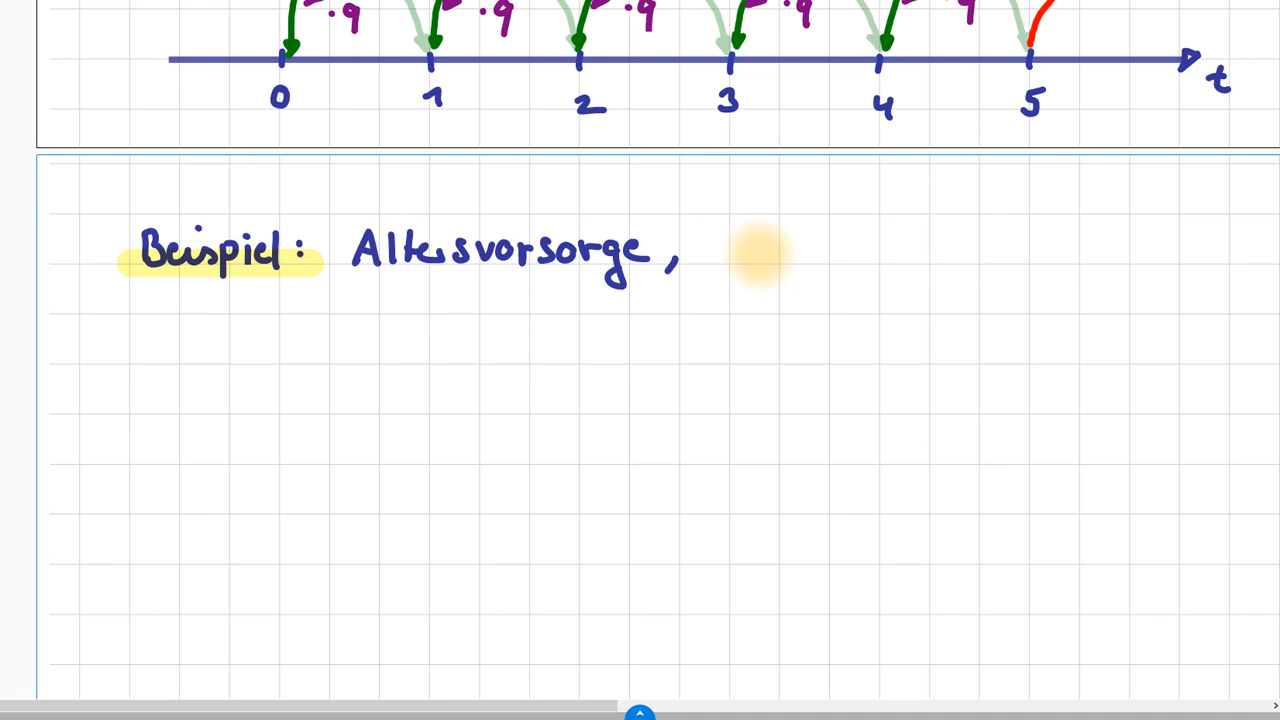 · q · q · q · q q
0 1 2 3 4 5 t
Beispiel: Altersvorsorge,